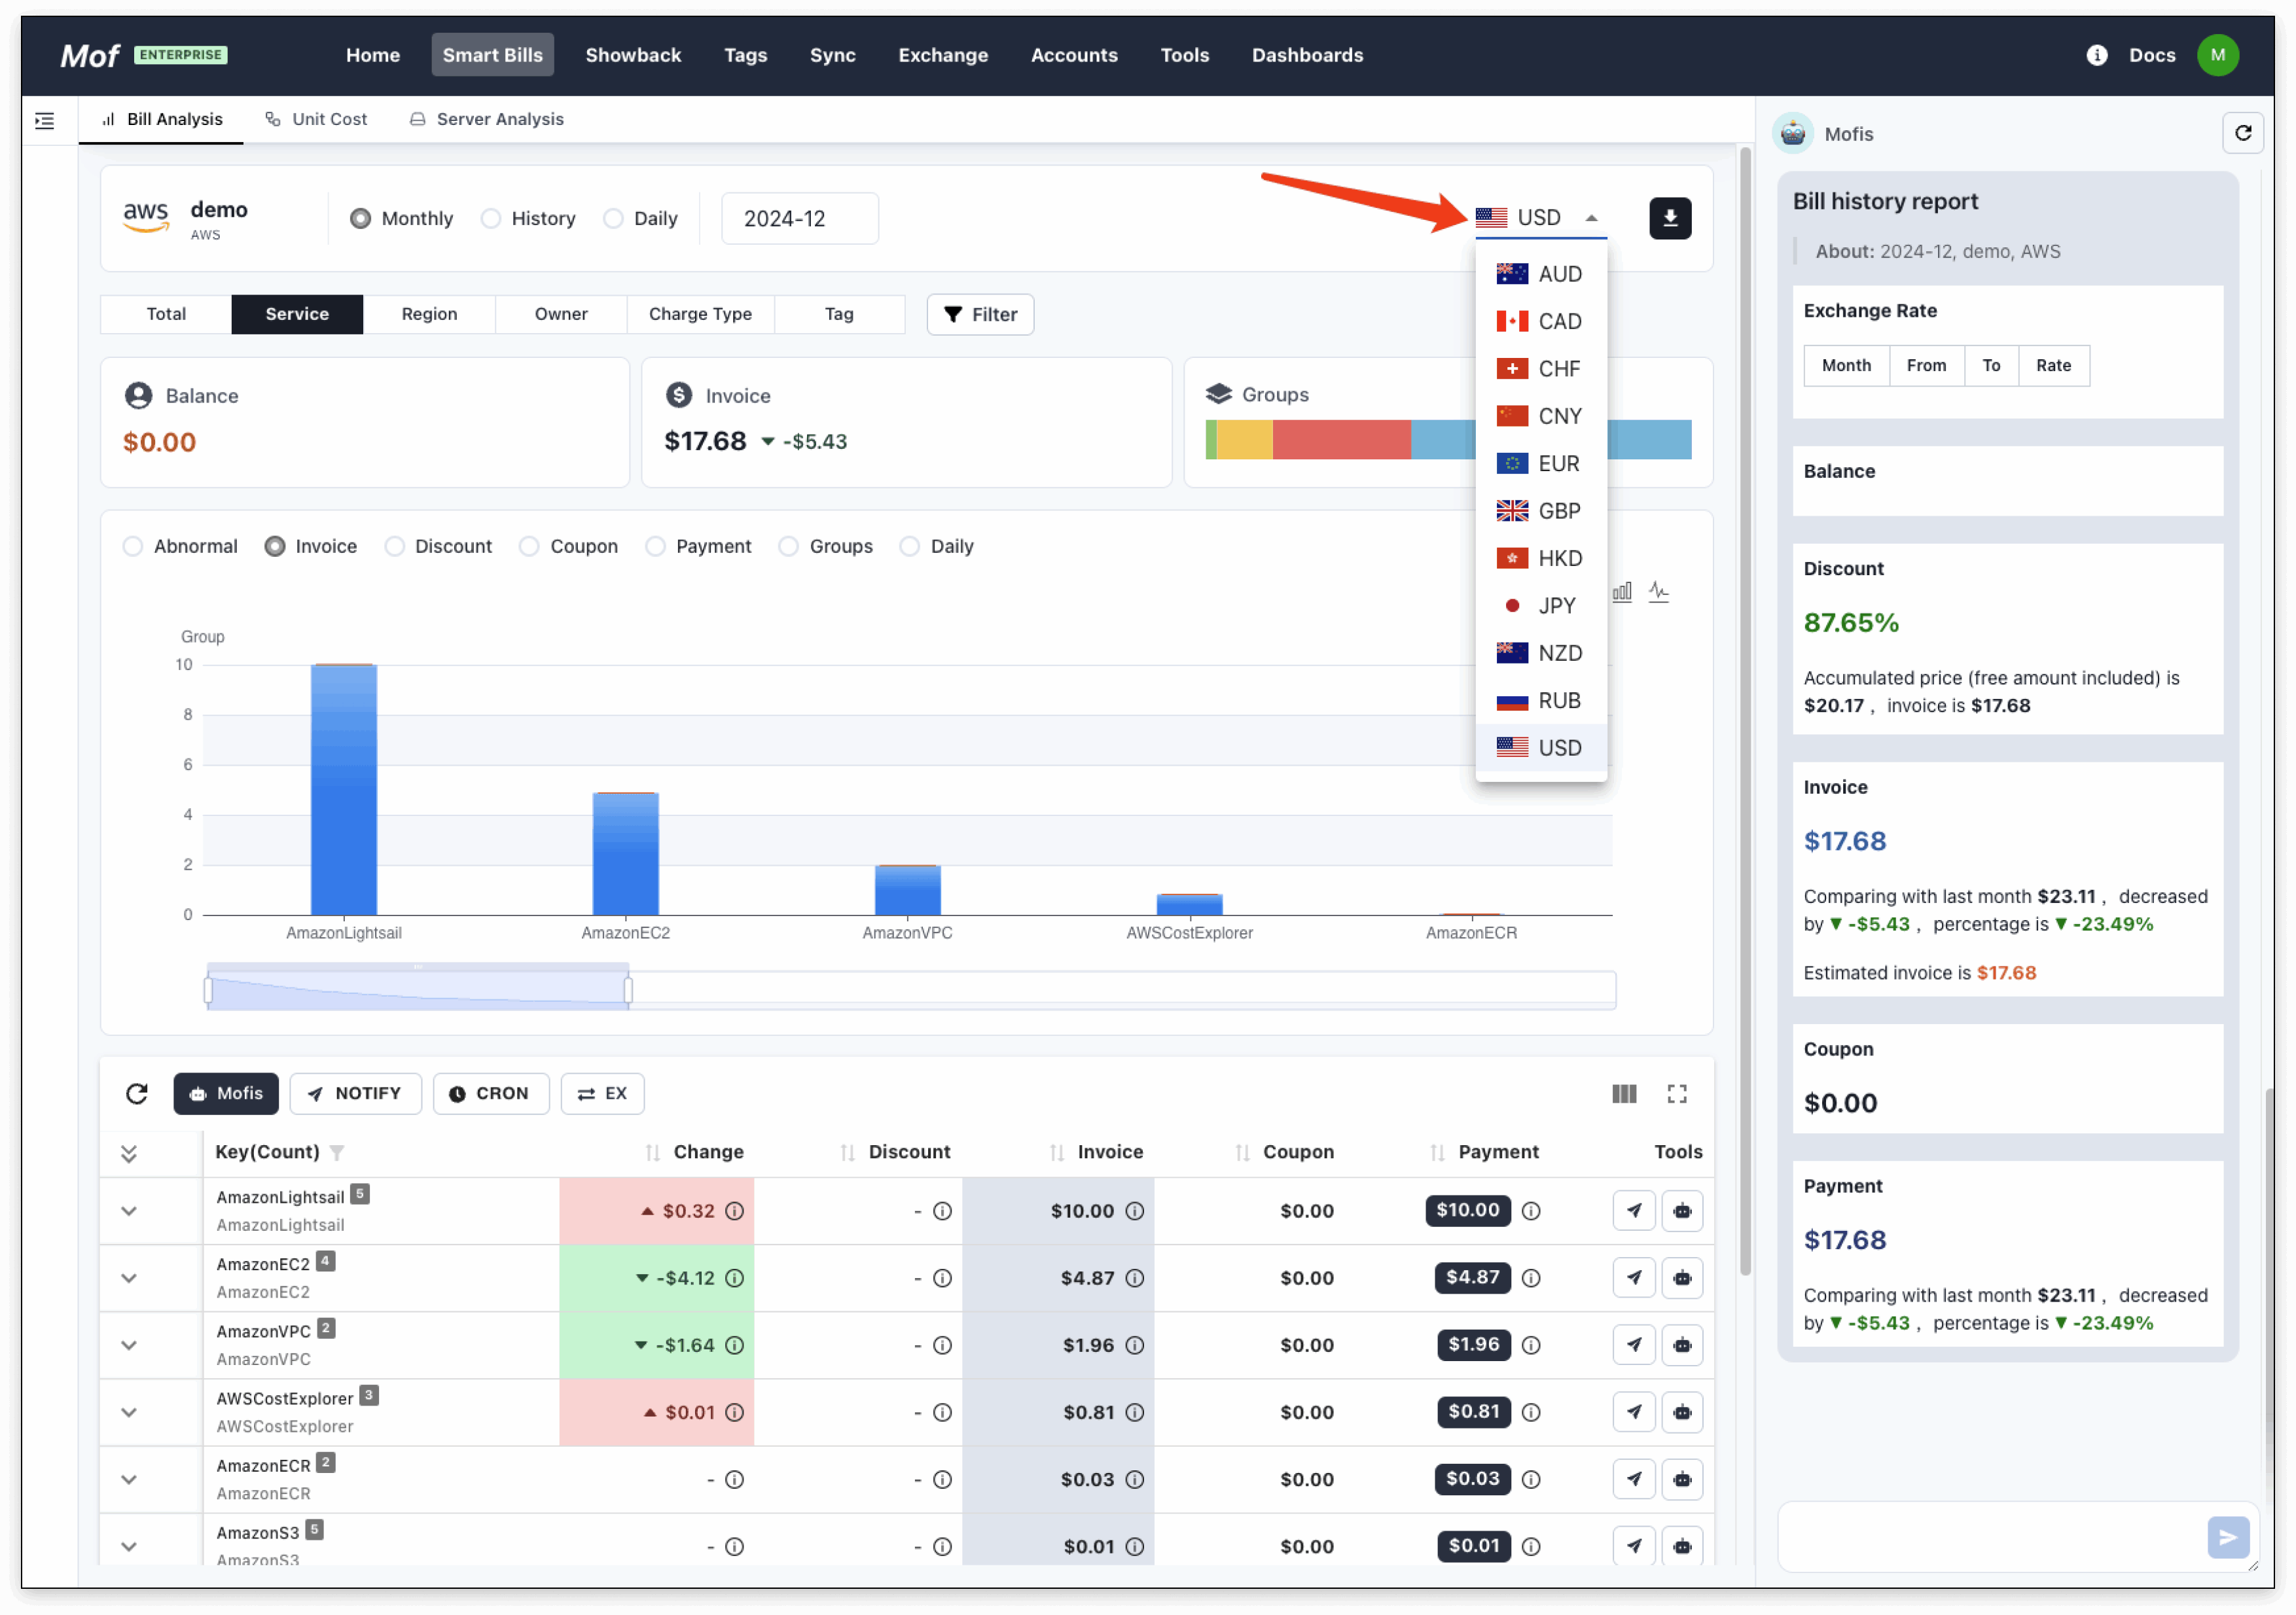 Mof ENTERPRISE Home Smart Bills Showback Tags Sync Exchange Accounts Tools Dashboards Docs M
Bill Analysis Unit Cost Server Analysis
aws demo
AWS
Monthly History Daily 2024-12 USD
AUD
CAD
CHF
CNY
EUR
GBP
HKD
JPY
NZD
RUB
USD
Total Service Region Owner Charge Type Tag Filter
Balance
$0.00
Invoice
$17.68 -$5.43
Groups
Abnormal Invoice Discount Coupon Payment Groups Daily
Group
10
8
6
4
2
0
AmazonLightsail AmazonEC2 AmazonVPC AWSCostExplorer AmazonECR
Mofis NOTIFY CRON EX
Key(Count) Change Discount Invoice Coupon Payment Tools
AmazonLightsail 5
AmazonLightsail
$0.32 - $10.00 $0.00 $10.00
AmazonEC2 4
AmazonEC2
-$4.12 - $4.87 $0.00 $4.87
AmazonVPC 2
AmazonVPC
-$1.64 - $1.96 $0.00 $1.96
AWSCostExplorer 3
AWSCostExplorer
$0.01 - $0.81 $0.00 $0.81
AmazonECR 2
AmazonECR
- - $0.03 $0.00 $0.03
AmazonS3 5
AmazonS3
- - $0.01 $0.00 $0.01
Mofis
Bill history report
About: 2024-12, demo, AWS
Exchange Rate
Month From To Rate
Balance
Discount
87.65%
Accumulated price (free amount included) is
$20.17 , invoice is $17.68
Invoice
$17.68
Comparing with last month $23.11 , decreased
by ▼ -$5.43 , percentage is ▼ -23.49%
Estimated invoice is $17.68
Coupon
$0.00
Payment
$17.68
Comparing with last month $23.11 , decreased
by ▼ -$5.43 , percentage is ▼ -23.49%